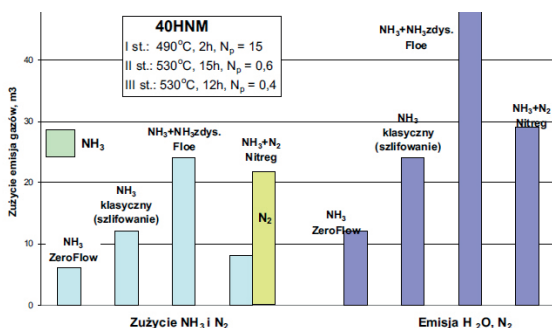 40HNM
I st.: 490°C, 2h, Nₚ = 15
II st.: 530°C, 15h, Nₚ = 0,6
III st.: 530°C, 12h, Nₚ = 0,4
Zużycie emisja gazów, m3
40
30
20
10
0
NH₃
NH₃
ZeroFlow
NH₃
klasyczny
(szlifowanie)
NH₃+NH₃zdys.
Floe
NH₃+N₂
Nitreg
N₂
NH₃
ZeroFlow
NH₃
klasyczny
(szlifowanie)
NH₃+NH₃zdys.
Floe
NH₃+N₂
Nitreg
Zużycie NH₃ i N₂
Emisja H₂O, N₂